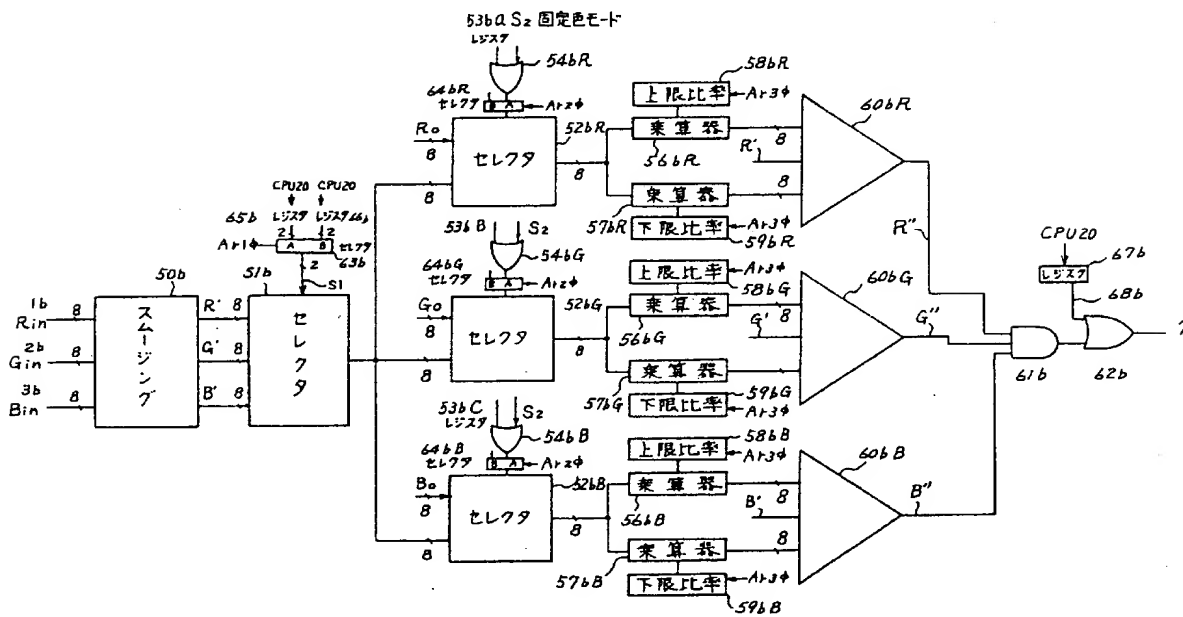 53ba S2 固定色モード
レジスタ
54bR
64bR
セレクタ
B A
Ar2φ
R0
8
52bR
セレクタ
8
8
58bR
上限比率
Ar3φ
乗算器
56bR
8
R'
乗算器
8
57bR
下限比率
Ar3φ
59bR
60bR
R"
CPU20 CPU20
65b
レジスタ
レジスタ
66b
2
2
Ar1φ
A
B
セレクタ
63b
2
S1
53bB
S2
54bG
64bG
セレクタ
B A
Ar2φ
G0
8
52bG
セレクタ
8
8
上限比率
Ar3φ
58bG
乗算器
56bG
8
G'
乗算器
8
57bG
59bG
下限比率
Ar3φ
60bG
G"
CPU20
レジスタ
67b
68b
61b
62b
50b
51b
1b
Rin
8
R'
8
2b
Gin
8
G'
8
3b
Bin
8
B'
8
スムージング
セレクタ
53bC
レジスタ
S2
54bB
64bB
セレクタ
B A
Ar2φ
B0
8
52bB
セレクタ
8
8
58bB
上限比率
Ar3φ
乗算器
56bB
8
B'
乗算器
8
57bB
下限比率
Ar3φ
59bB
60bB
B"